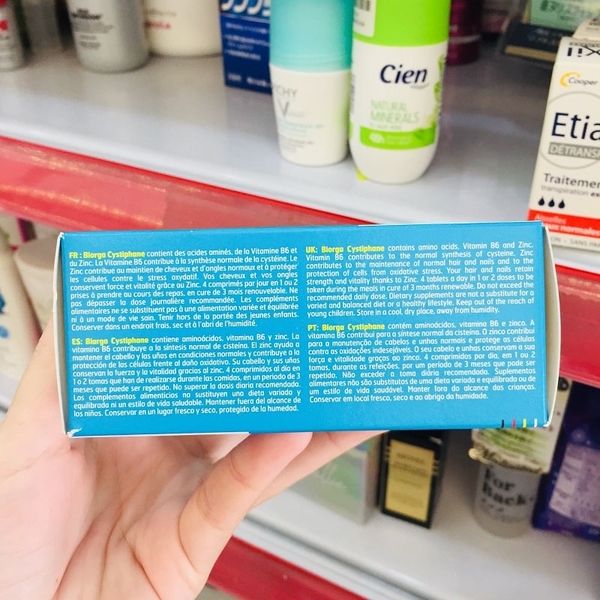 Cien
NATURAL
MINERALS
VICHY
Cooper
Etia
DÉTRANS
Traitement
transpiration
Aisselles
FR : Biorga Cystiphane contient des acides aminés, de la Vitamine B6 et
du Zinc. La Vitamine B6 contribue à la synthèse normale de la cystéine. Le
Zinc contribue au maintien de cheveux et d'ongles normaux et à protéger
les cellules contre le stress oxydatif. Vos cheveux et vos ongles
conservent force et vitalité grâce au Zinc. 4 comprimés par jour en 1 ou 2
prises à prendre au cours des repas, en cure de 3 mois renouvelable. Ne
pas dépasser la dose journalière recommandée. Les compléments
alimentaires ne se substituent pas à une alimentation variée et équilibrée
ni à un mode de vie sain. Tenir hors de la portée des jeunes enfants.
Conserver dans un endroit frais, sec et à l'abri de l'humidité.
ES: Biorga Cystiphane contiene aminoácidos, vitamina B6 y zinc. La
vitamina B6 contribuye a la síntesis normal de cisteína. El zinc ayuda a
mantener el cabello y las uñas en condiciones normales y contribuye a la
protección de las células frente al daño oxidativo. Su cabello y sus uñas
conservan la fuerza y la vitalidad gracias al zinc. 4 comprimidos al día en
1 o 2 tomas que han de realizarse durante las comidas, en un periodo de 3
meses que puede ser repetido. No superar la dosis diaria recomendada.
Los complementos alimenticios no sustituyen una dieta variada y
equilibrada ni un estilo de vida saludable. Mantener fuera del alcance de
los niños. Conservar en un lugar fresco y seco, protegido de la humedad.
UK: Biorga Cystiphane contains amino acids, Vitamin B6 and Zinc.
Vitamin B6 contributes to the normal synthesis of cysteine. Zinc
contributes to the maintenance of normal hair and nails and to the
protection of cells from oxidative stress. Your hair and nails retain
strength and vitality thanks to Zinc. 4 tablets a day in 1 or 2 doses to be
taken during the meals in cure of 3 months renewable. Do not exceed the
recommended daily dose. Dietary supplements are not a substitute for a
varied and balanced diet or a healthy lifestyle. Keep out of the reach of
young children. Store in a cool, dry place, away from humidity.
PT: Biorga Cystiphane contém aminoácidos, vitamina B6 e zinco. A
vitamina B6 contribui para a síntese normal da cisteína. O zinco contribui
para a manutenção de cabelos e unhas normais e protege as células
contra as oxidações indesejáveis. O seu cabelo e unhas conservam a sua
força e vitalidade graças ao zinco. 4 comprimidos por dia, em 1 ou 2
tomas, durante as refeições, por um período de 3 meses que pode ser
repetido. Não exceder a toma diária recomendada. Suplementos
alimentares não são substitutos de uma dieta variada e equilibrada ou de
um estilo de vida saudável. Manter fora do alcance das crianças.
Conservar em local fresco, seco e ao abrigo da humidade.
For
back